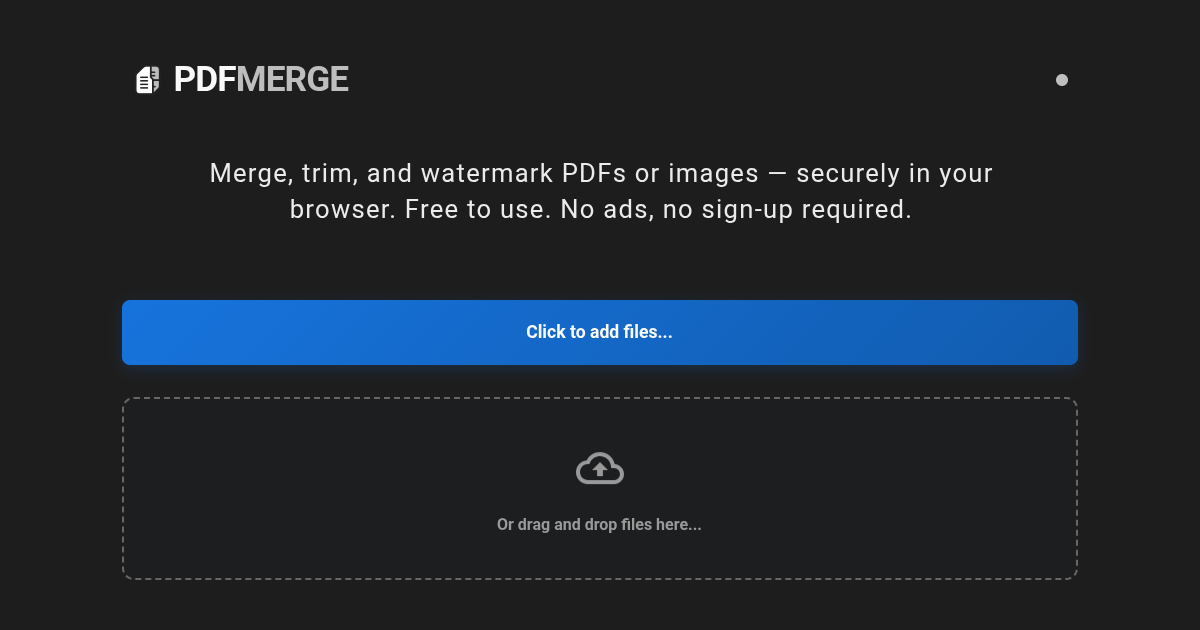 PDFMERGE
Merge, trim, and watermark PDFs or images — securely in your
browser. Free to use. No ads, no sign-up required.
Click to add files...
Or drag and drop files here...